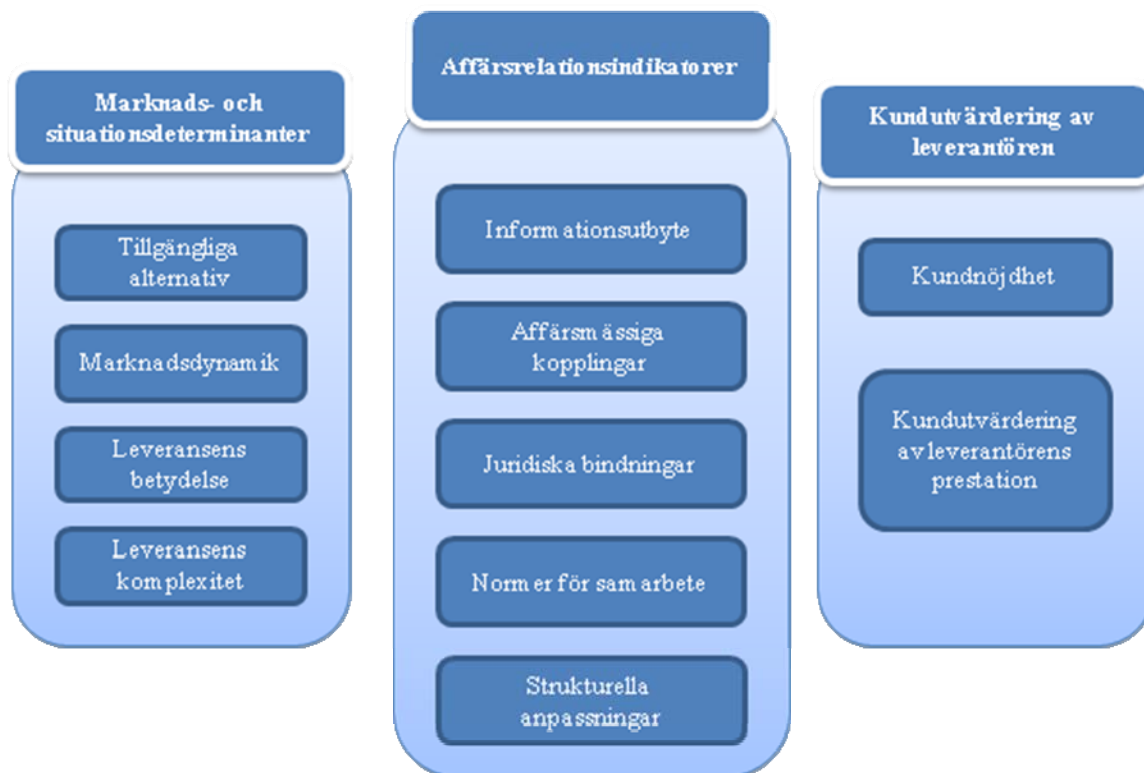 Marknads- och
situationsdeterminanter
Tillgängliga
alternativ
Marknadsdynamik
Leveransens
betydelse
Leveransens
komplexitet
Affärsrelationsindikatorer
Informationsutbyte
Affärsmässiga
kopplingar
Juridiska bindningar
Normer för samarbete
Strukturella
anpassningar
Kundutvärdering av
leverantören
Kundnöjdhet
Kundutvärdering
av leverantörens
prestation